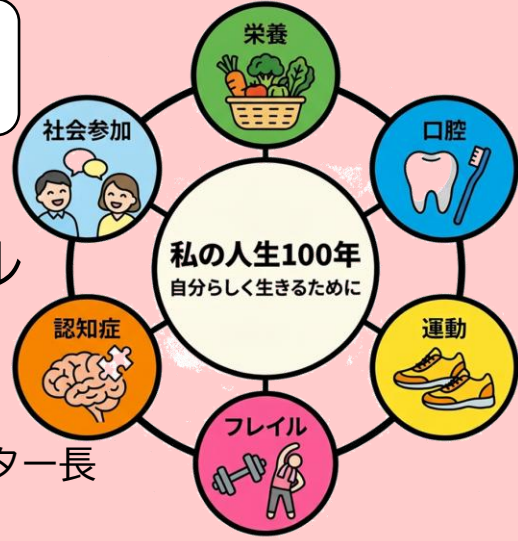 栄養
社会参加
口腔
私の人生100年
自分らしく生きるために
ル
認知症
運動
フレイル
ター長